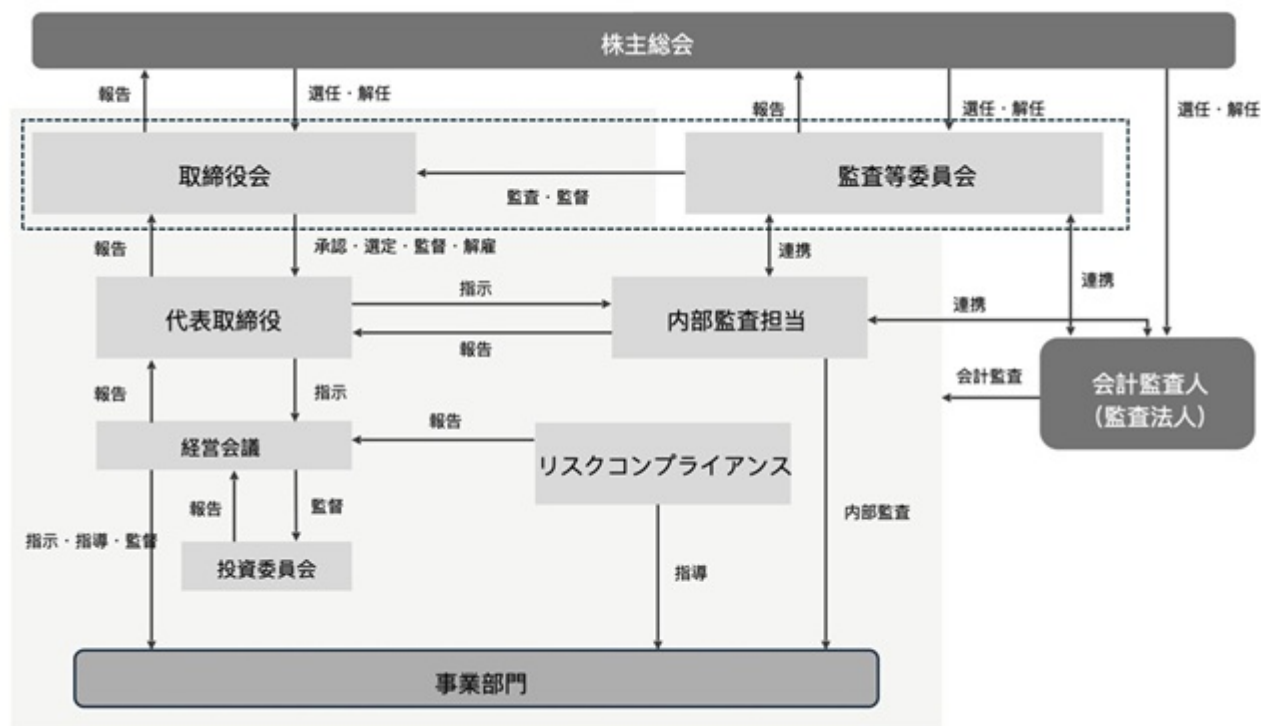 株主総会
報告
選任・解任
報告
選任・解任
選任・解任
取締役会
監査等委員会
監査・監督
報告
承認・選定・監督・解雇
連携
連携
代表取締役
指示
報告
内部監査担当
連携
会計監査
会計監査人
（監査法人）
報告
指示
経営会議
報告
リスクコンプライアンス
報告
監督
内部監査
指示・指導・監督
投資委員会
指導
事業部門